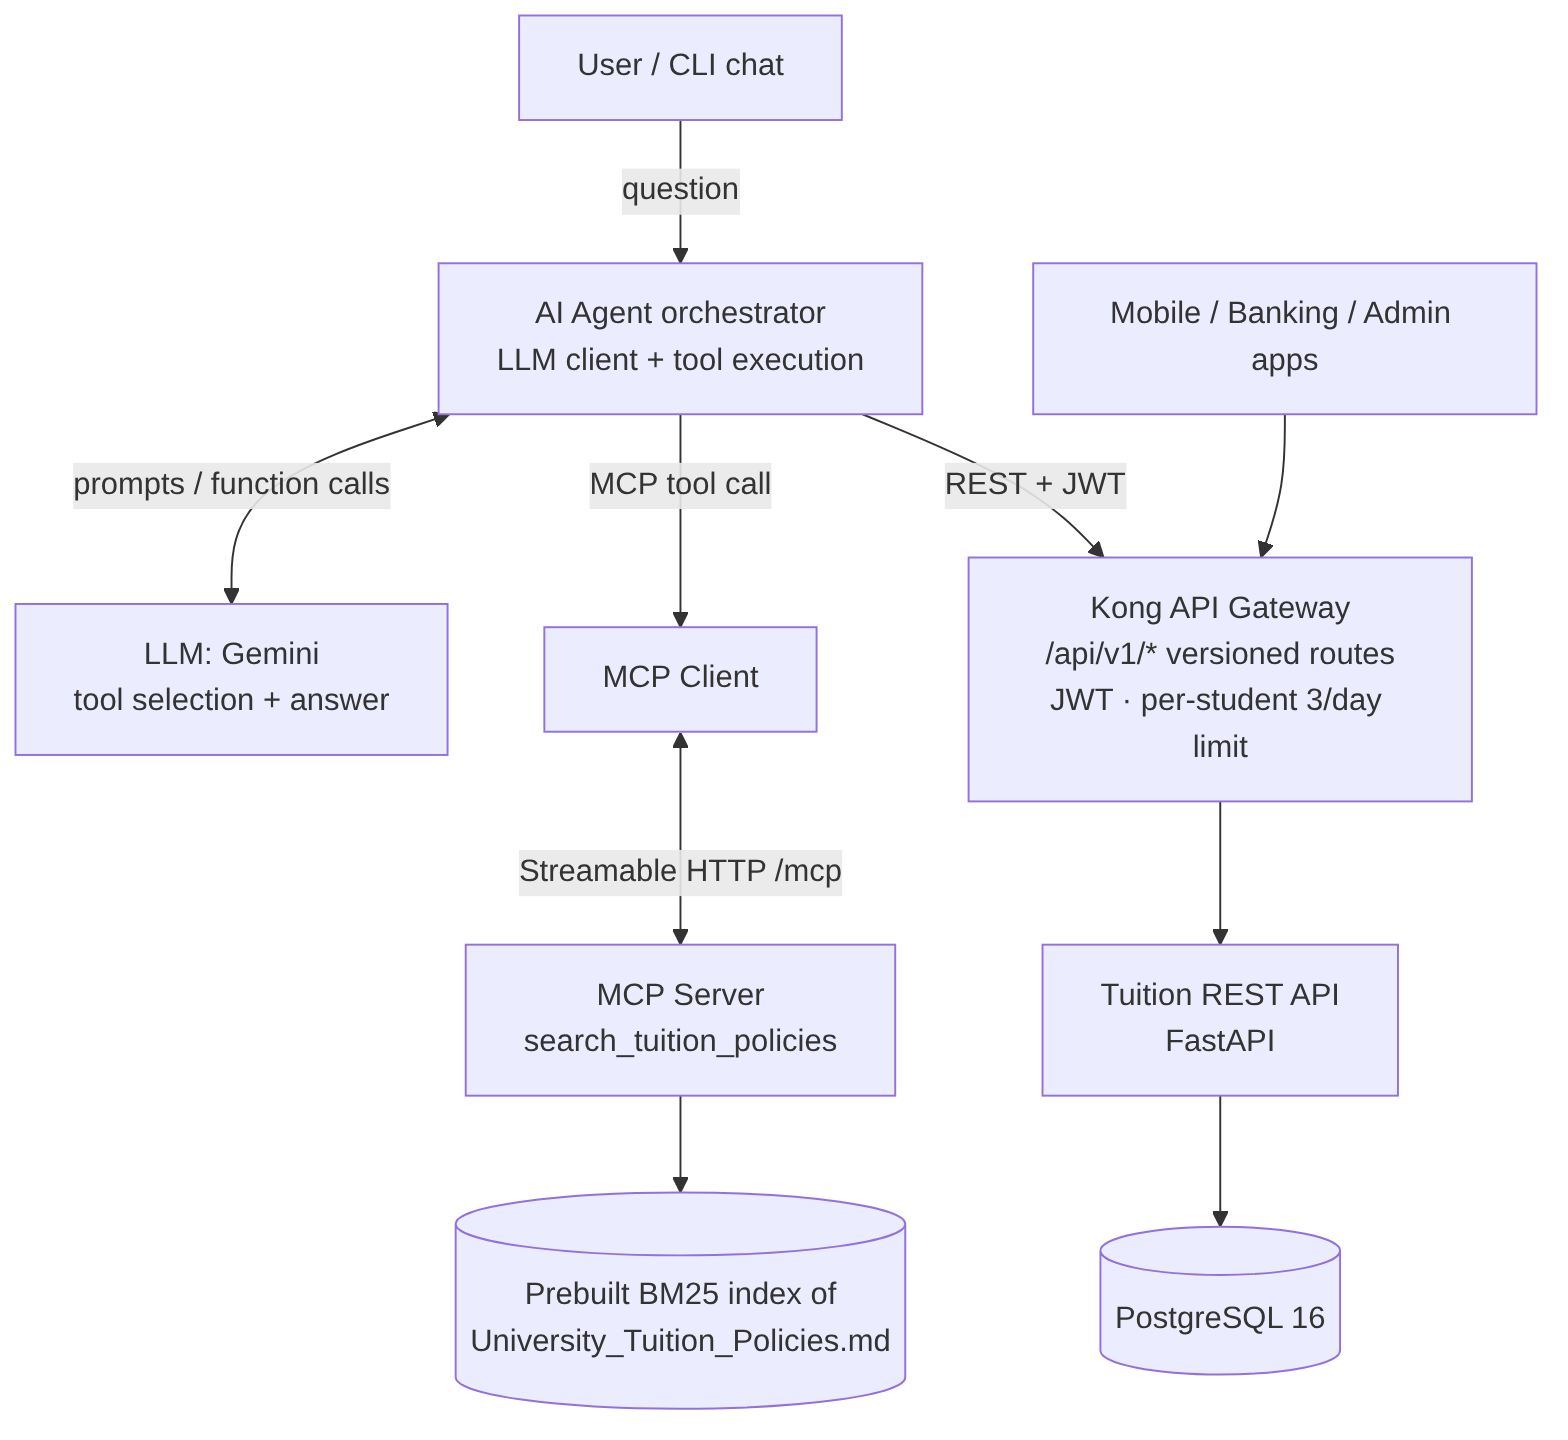 User / CLI chat
question
AI Agent orchestrator
LLM client + tool execution
Mobile / Banking / Admin
apps
prompts / function calls
MCP tool call
REST + JWT
LLM: Gemini
tool selection + answer
MCP Client
Kong API Gateway
/api/v1/* versioned routes
JWT · per-student 3/day
limit
Streamable HTTP /mcp
MCP Server
search_tuition_policies
Tuition REST API
FastAPI
Prebuilt BM25 index of
University_Tuition_Policies.md
PostgreSQL 16